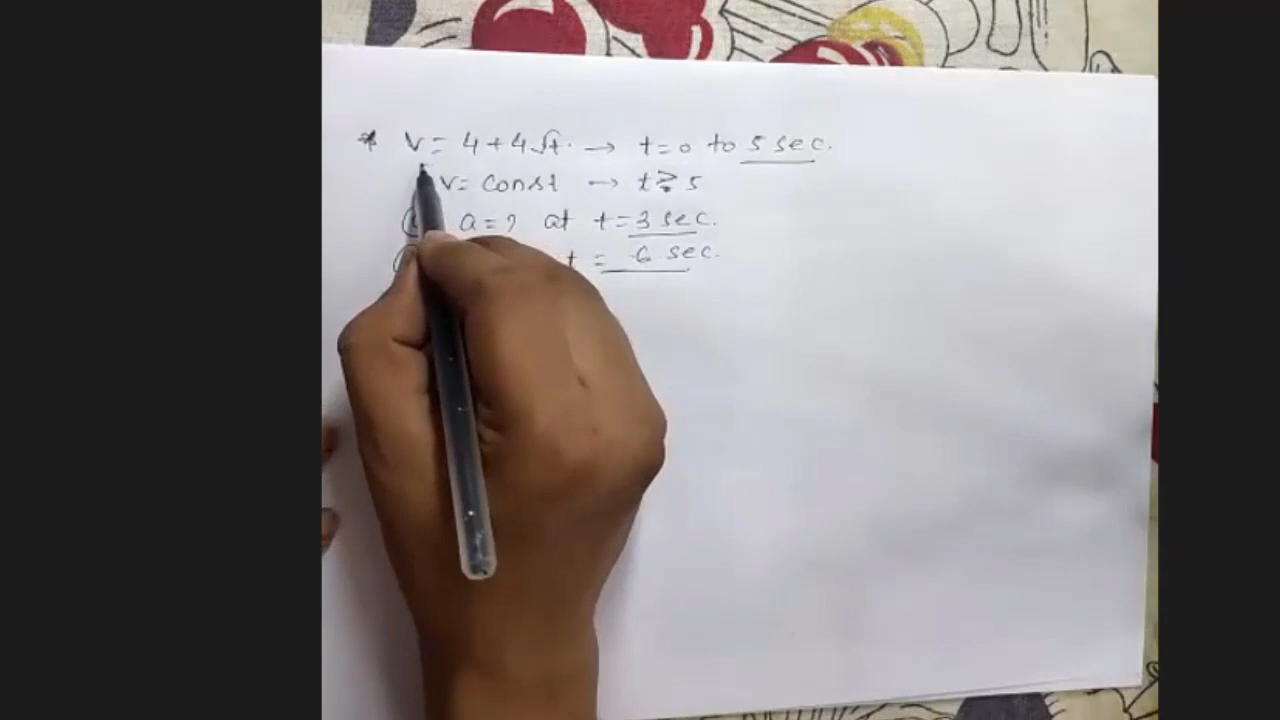 * V= 4+4√t. → t=0 to 5 sec.
V= const → t ≥ 5
a=? at t=3 sec.
t = 6 sec.